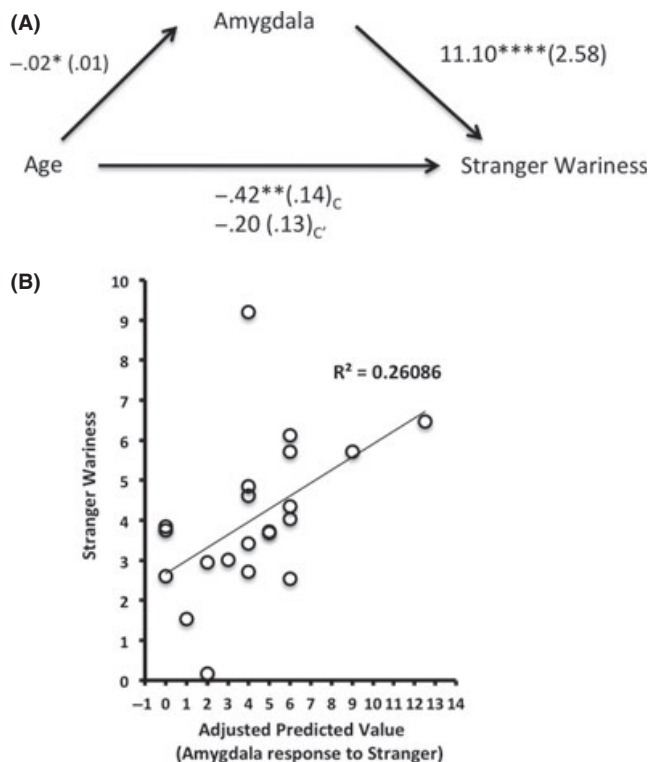 (A)
Amygdala
–.02* (.01)
11.10****(2.58)
Age
Stranger Wariness
–.42**(.14)C
–.20 (.13)C'
(B)
10
9
8
7
6
5
4
3
2
1
0
R² = 0.26086
Stranger Wariness
–1 0 1 2 3 4 5 6 7 8 9 10 11 12 13 14
Adjusted Predicted Value
(Amygdala response to Stranger)